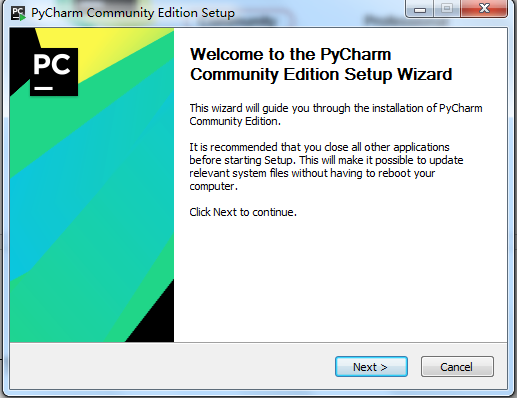 PyCharm Community Edition Setup
PC
Welcome to the PyCharm
Community Edition Setup Wizard
This wizard will guide you through the installation of PyCharm
Community Edition.
It is recommended that you close all other applications
before starting Setup. This will make it possible to update
relevant system files without having to reboot your
computer.
Click Next to continue.
Next >
Cancel